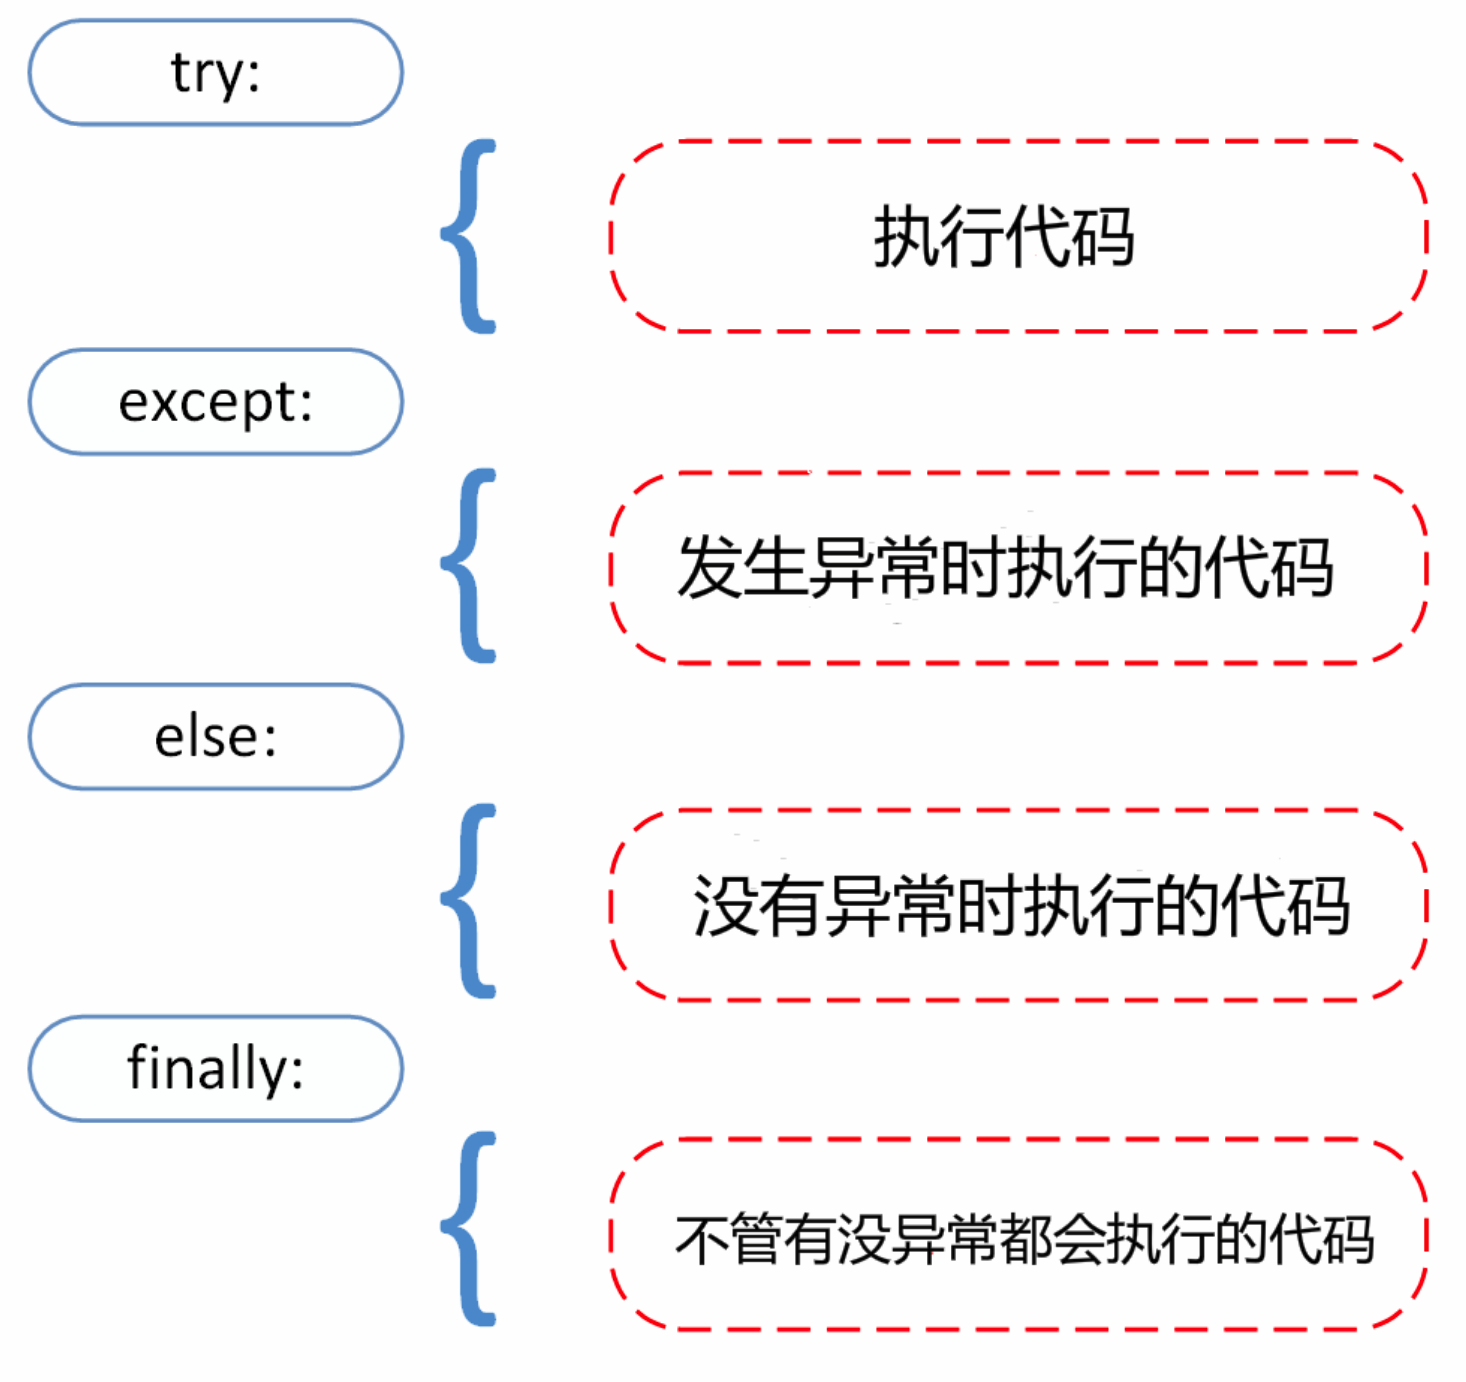 try:
执行代码
except:
发生异常时执行的代码
else:
没有异常时执行的代码
finally:
不管有没异常都会执行的代码